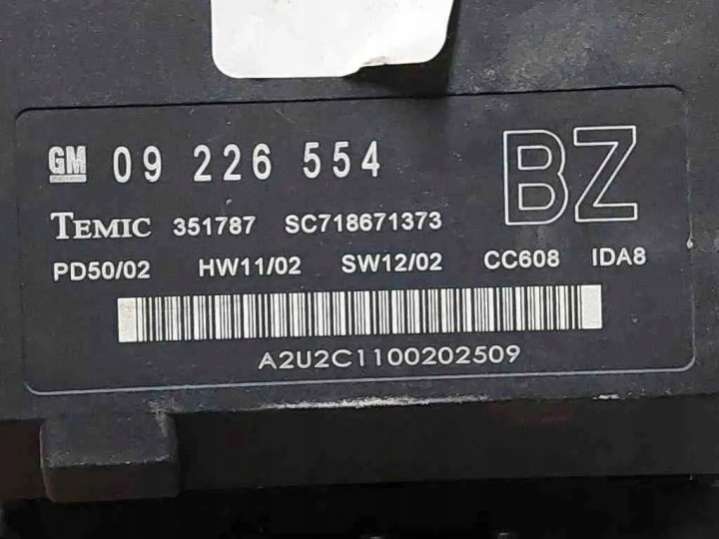 GM 09 226 554 BZ
TEMIC 351787 SC718671373
PD50/02 HW11/02 SW12/02 CC608 IDA8
A2U2C1100202509